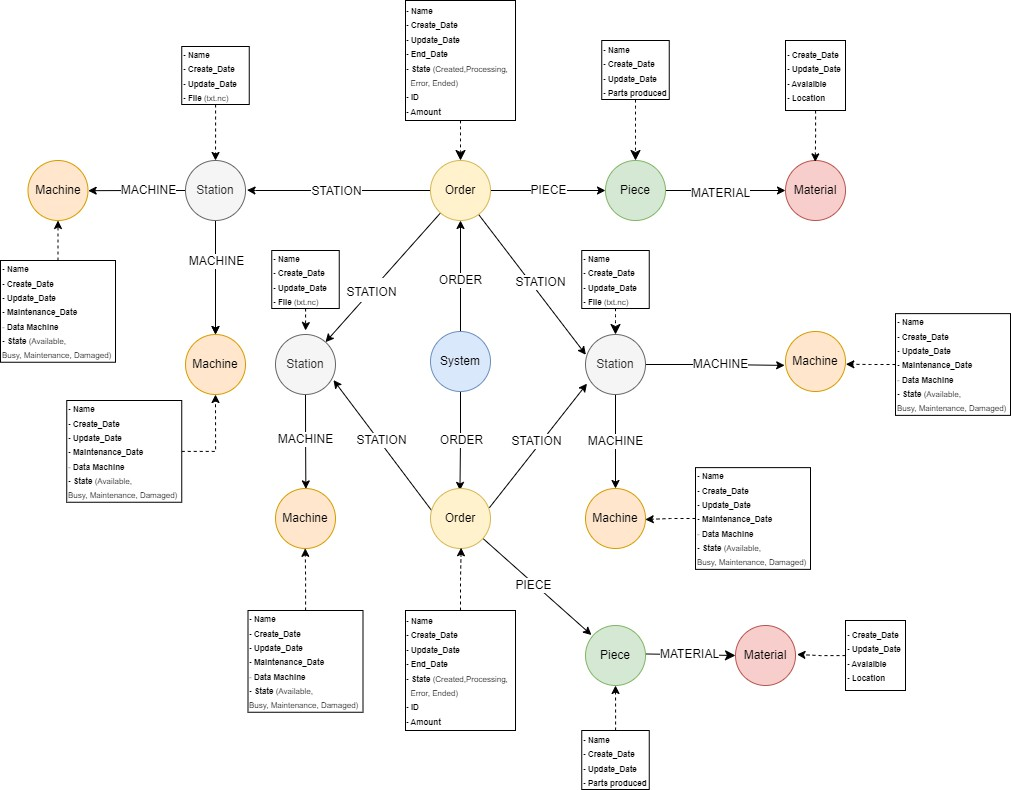 - Name
- Create_Date
- Update_Date
- End_Date
- State (Created,Processing,
Error, Ended)
- ID
- Amount
- Name
- Create_Date
- Update_Date
- File (txt.nc)
- Name
- Create_Date
- Update_Date
- Parts produced
- Create_Date
- Update_Date
- Avalaible
- Location
Machine
MACHINE
Station
STATION
Order
PIECE
Piece
MATERIAL
Material
MACHINE
- Name
- Create_Date
- Update_Date
- Maintenance_Date
- Data Machine
- State (Available,
Busy, Maintenance, Damaged)
- Name
- Create_Date
- Update_Date
- File (txt.nc)
STATION
ORDER
STATION
- Name
- Create_Date
- Update_Date
- File (txt.nc)
Machine
Station
System
Station
MACHINE
Machine
- Name
- Create_Date
- Update_Date
- Maintenance_Date
- Data Machine
- State (Available,
Busy, Maintenance, Damaged)
- Name
- Create_Date
- Update_Date
- Maintenance_Date
- Data Machine
- State (Available,
Busy, Maintenance, Damaged)
MACHINE
STATION
ORDER
STATION
MACHINE
Machine
Order
Machine
- Name
- Create_Date
- Update_Date
- Maintenance_Date
- Data Machine
- State (Available,
Busy, Maintenance, Damaged)
PIECE
- Name
- Create_Date
- Update_Date
- Maintenance_Date
- Data Machine
- State (Available,
Busy, Maintenance, Damaged)
- Name
- Create_Date
- Update_Date
- End_Date
- State (Created,Processing,
Error, Ended)
- ID
- Amount
Piece
MATERIAL
Material
- Create_Date
- Update_Date
- Avalaible
- Location
- Name
- Create_Date
- Update_Date
- Parts produced